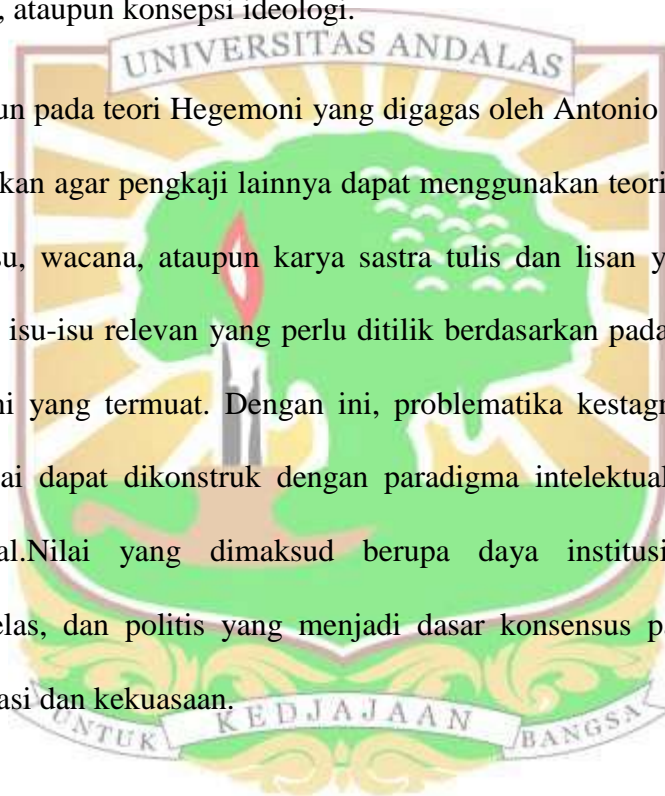 , ataupun konsepsi ideologi.
UNIVERSITAS ANDALAS
un pada teori Hegemoni yang digagas oleh Antonio
kan agar pengkaji lainnya dapat menggunakan teori
su, wacana, ataupun karya sastra tulis dan lisan y
isu-isu relevan yang perlu ditilik berdasarkan pada
ni yang termuat. Dengan ini, problematika kestagn
ai dapat dikonstruk dengan paradigma intelektual
al.Nilai yang dimaksud berupa daya institusi
elas, dan politis yang menjadi dasar konsensus p
asi dan kekuasaan.
UNTUK KEDJAJAAN BANGSA